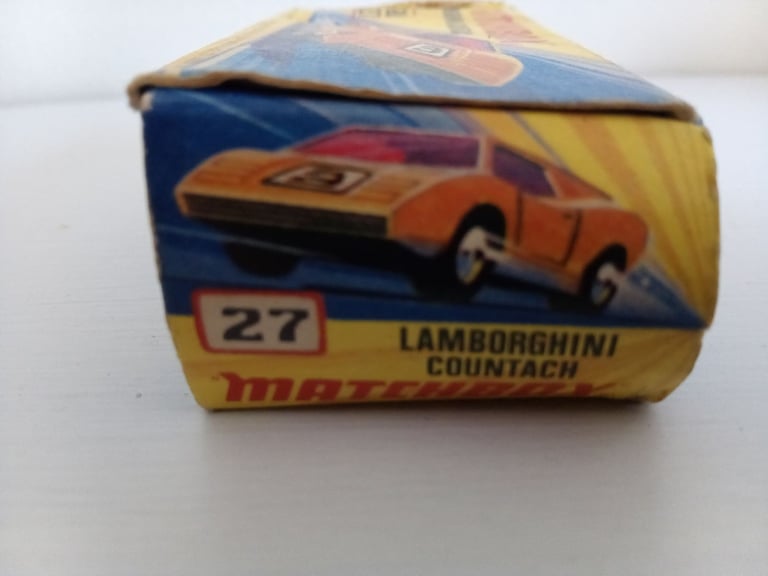 27
LAMBORGHINI
COUNTACH
"MATCHBOX"